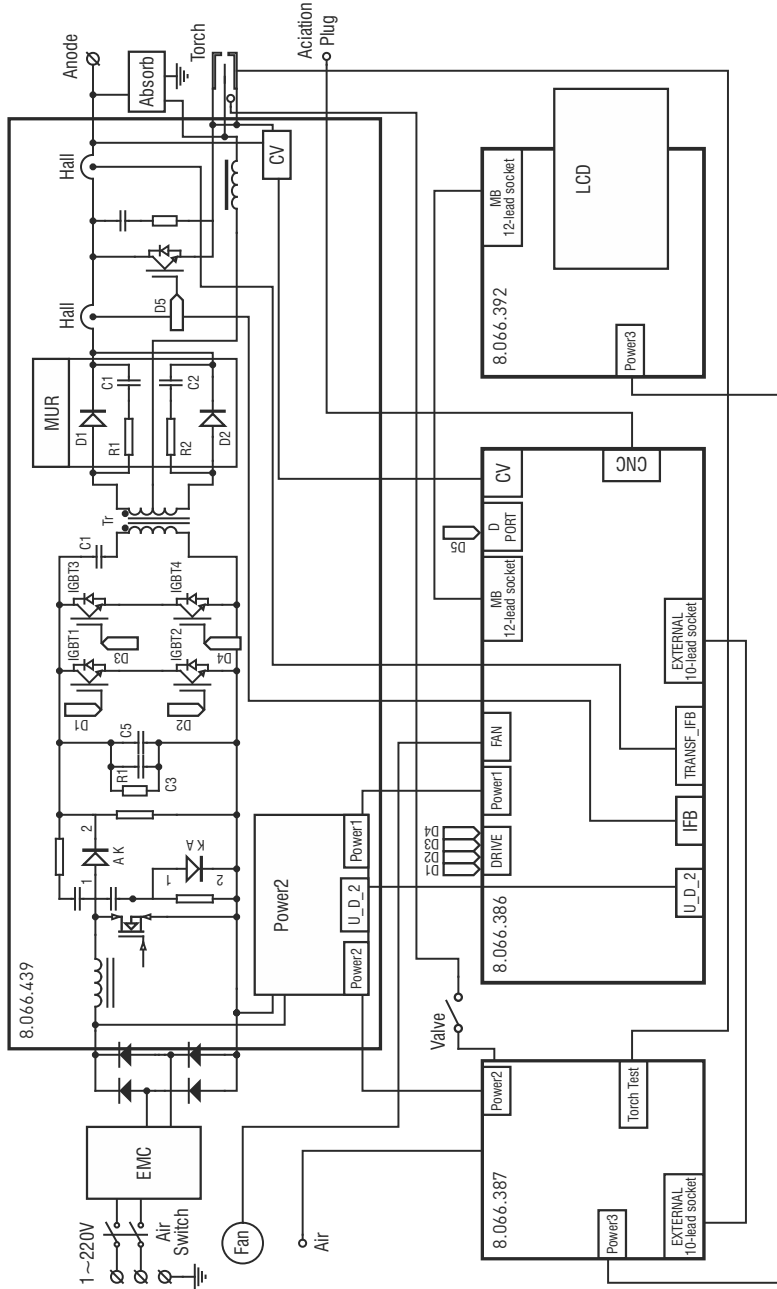 1～220V
Air
Switch
EMC
8.066.439
1
A K
2
K A
1
2
R1
C5
C3
D1
IGBT1
D2
IGBT2
D3
IGBT3
D4
IGBT4
C1
Tr
MUR
D1
C1
R1
R2
C2
D2
Hall
D5
Hall
Anode
Absorb
Torch
CV
Aciation
Plug
Power2
Power2
U_D_2
Power1
Fan
Air
Valve
8.066.387
Power2
Torch Test
Power3
EXTERNAL
10-lead socket
8.066.386
D1
D2
D3
D4
DRIVE
Power1
FAN
MB
12-lead socket
D5
D
PORT
CV
U_D_2
IFB
TRANSF_IFB
EXTERNAL
10-lead socket
CNC
8.066.392
Power3
MB
12-lead socket
LCD